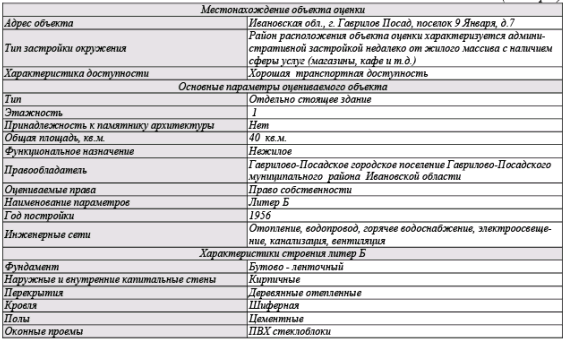 Местонахождение объекта оценки
Адрес объекта Ивановская обл., г. Гаврилов Посад, поселок 9 Января, д.7
Тип застройки окружения Район расположения объекта оценки характеризуется админи-
стративной застройкой недалеко от жилого массива с наличием
сферы услуг (магазины, кафе и т.д.)
Характеристика доступности Хорошая транспортная доступность
Основные параметры оцениваемого объекта
Тип Отдельно стоящее здание
Этажность 1
Принадлежность к памятнику архитектуры Нет
Общая площадь, кв.м. 40 кв.м.
Функциональное назначение Нежилое
Правообладатель Гаврилово-Посадское городское поселение Гаврилово-Посадского
муниципального района Ивановской области
Оцениваемые права Право собственности
Наименование параметров Литер Б
Год постройки 1956
Инженерные сети Отопление, водопровод, горячее водоснабжение, электроосвеще-
ние, канализация, вентиляция
Характеристики строения литер Б
Фундамент Бутово - ленточный
Наружные и внутренние капитальные стены Кирпичные
Перекрытия Деревянные отепленные
Кровля Шиферная
Полы Цементные
Оконные проемы ПВХ стеклоблоки